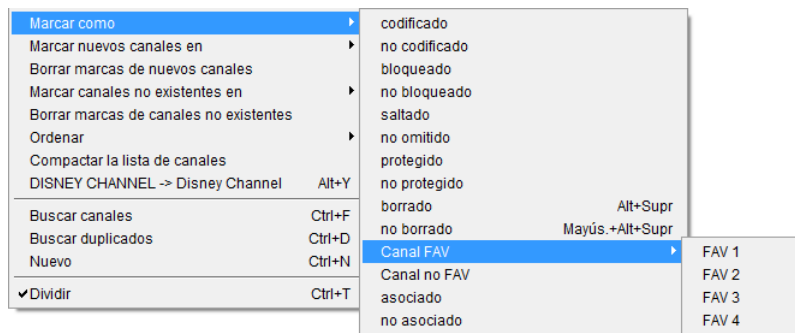 Marcar como
Marcar nuevos canales en
Borrar marcas de nuevos canales
Marcar canales no existentes en
Borrar marcas de canales no existentes
Ordenar
Compactar la lista de canales
DISNEY CHANNEL -> Disney Channel Alt+Y
Buscar canales Ctrl+F
Buscar duplicados Ctrl+D
Nuevo Ctrl+N
Dividir Ctrl+T
codificado
no codificado
bloqueado
no bloqueado
saltado
no omitido
protegido
no protegido
borrado Alt+Supr
no borrado Mayús.+Alt+Supr
Canal FAV
Canal no FAV
asociado
no asociado
FAV 1
FAV 2
FAV 3
FAV 4